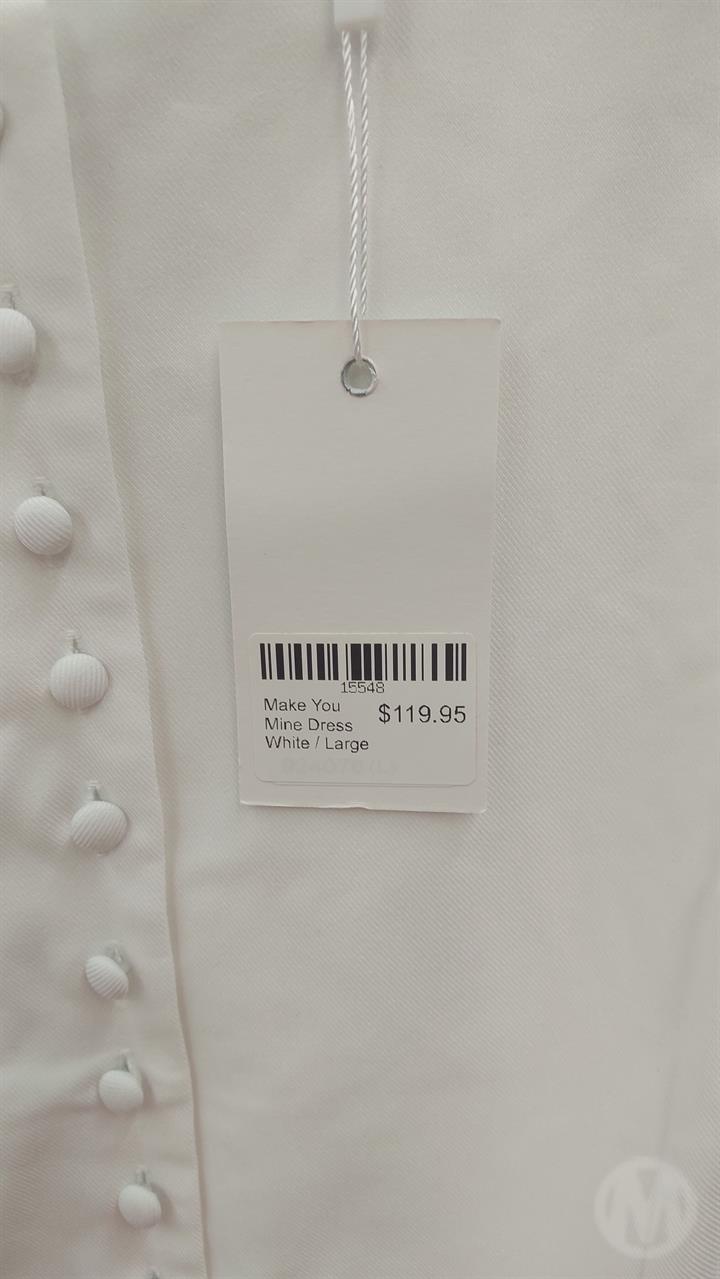 15548
Make You
Mine Dress
White / Large
$119.95
M